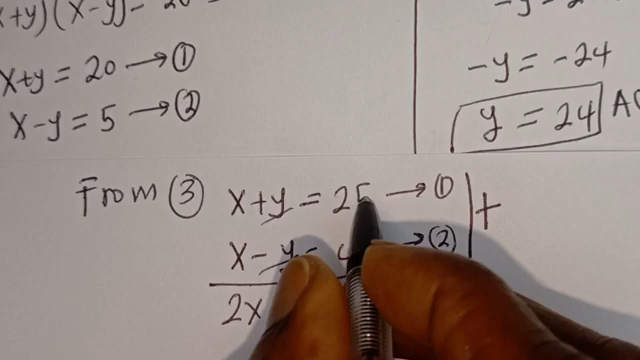 x+y)(x-y)=20
x+y = 20 → ①
x-y = 5 → ②
-y = -24
y = 24
From ③ x+y = 25 → ① +
x - y = → ②
2x